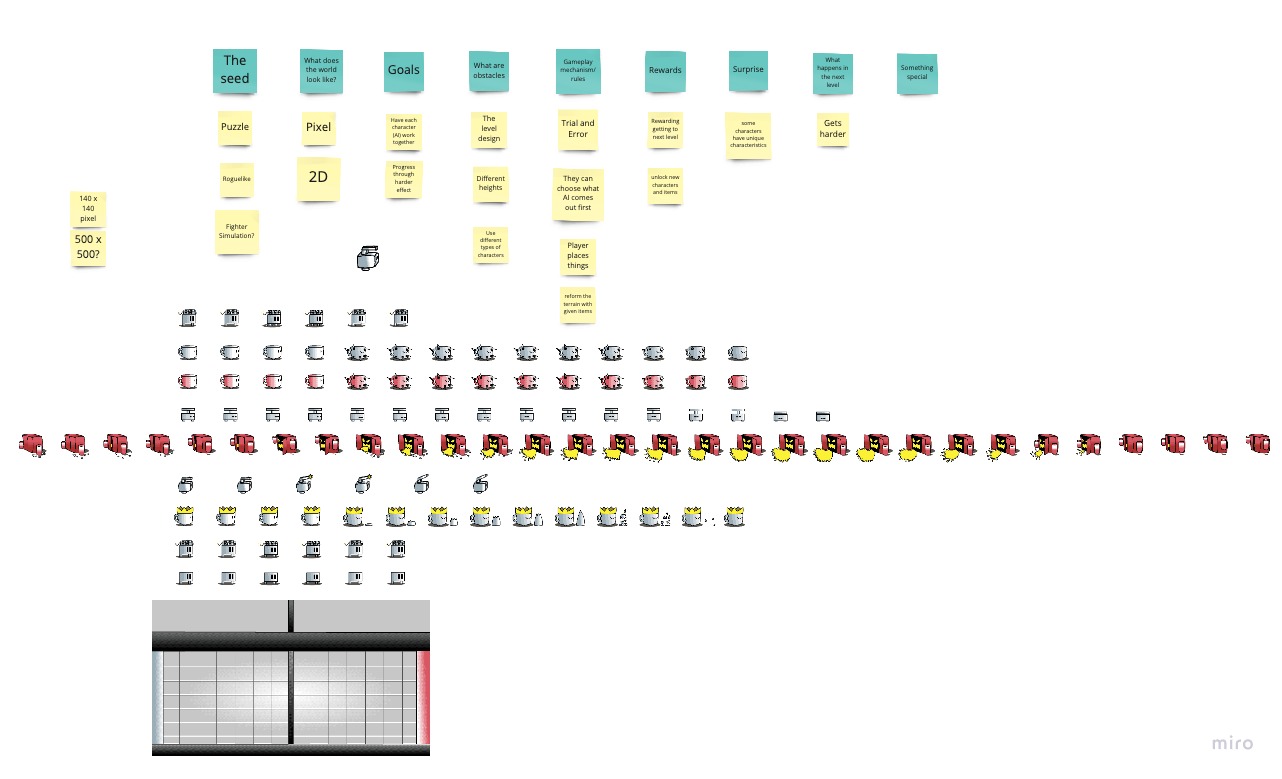 The
seed
What does
the world
look like?
Goals
What are
obstacles
Gameplay
mechanism/
rules
Rewards
Surprise
What
happens in
the next
level
Something
special
Puzzle
Pixel
Have each
character
(AI) work
together
The
level
design
Trial and
Error
Rewarding
getting to
next level
some
characters
have unique
characteristics
Gets
harder
Roguelike
2D
Progress
through
harder
effect
Different
heights
They can
choose what
AI comes
out first
unlock new
characters
and items
140 x
140
pixel
500 x
500?
Fighter
Simulation?
Use
different
types of
characters
Player
places
things
reform the
terrain with
given items
miro